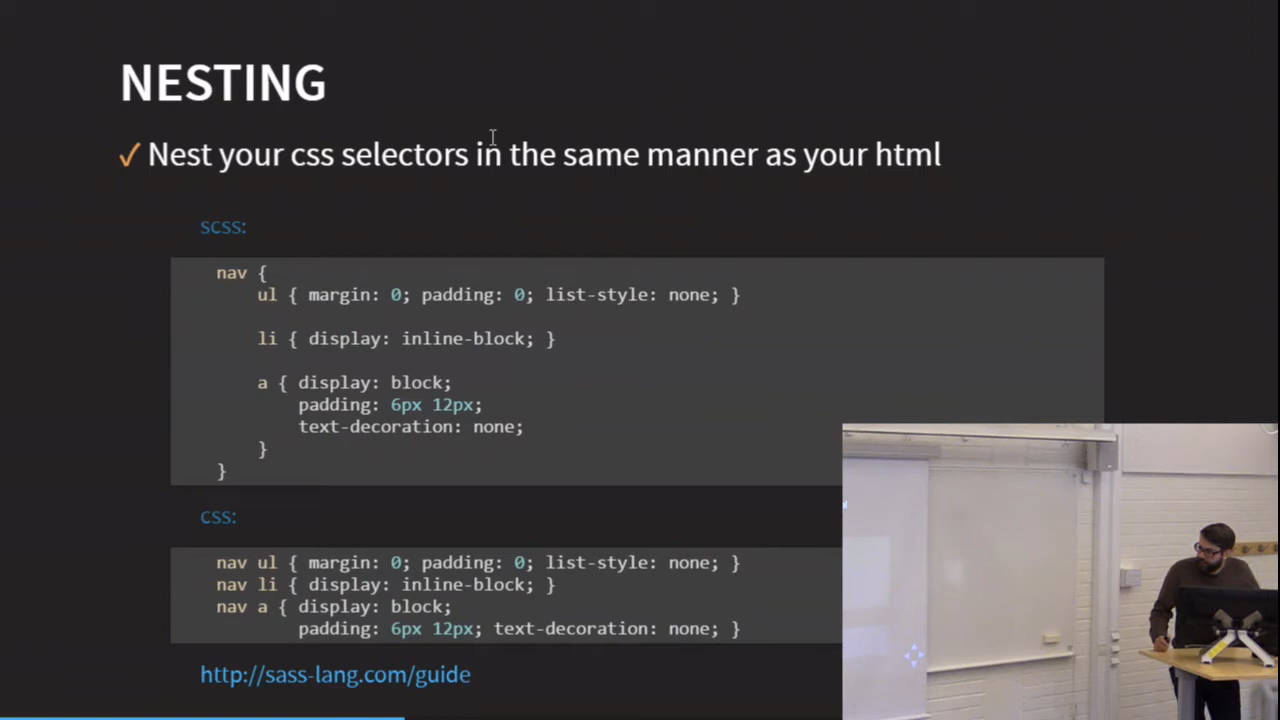 NESTING
✓ Nest your css selectors in the same manner as your html
scss:
nav {
ul { margin: 0; padding: 0; list-style: none; }
li { display: inline-block; }
a { display: block;
padding: 6px 12px;
text-decoration: none;
}
}
css:
nav ul { margin: 0; padding: 0; list-style: none; }
nav li { display: inline-block; }
nav a { display: block;
padding: 6px 12px; text-decoration: none; }
http://sass-lang.com/guide